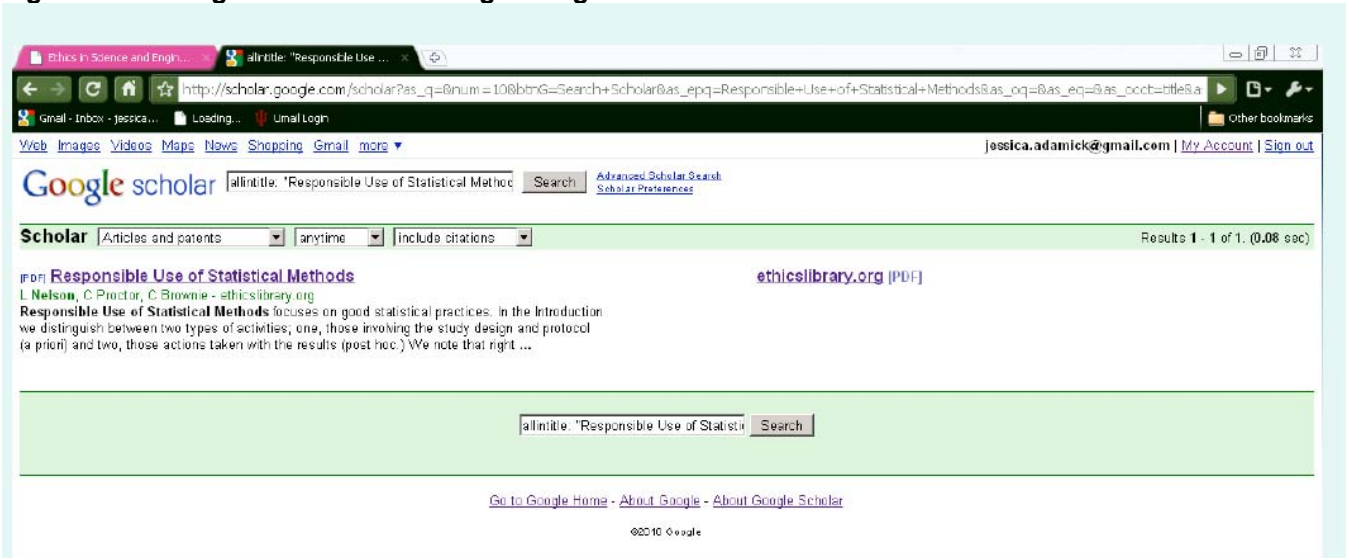 Ethics in Science and Engin...
allintitle: "Responsible Use ...
http://scholar.google.com/scholar?as_q=&num=10&btnG=Search+Scholar&as_epq=Responsible+Use+of+Statistical+Methods&as_oq=&as_eq=&as_occt=title&a
Gmail - Inbox - jessica... Loading... Umail Login Other bookmarks
Web Images Videos Maps News Shopping Gmail more ▼ jessica.adamick@gmail.com | My Account | Sign out
Google scholar allintitle: "Responsible Use of Statistical Method Search Advanced Scholar Search
Scholar Preferences
Scholar Articles and patents anytime include citations Results 1 - 1 of 1. (0.08 sec)
[PDF] Responsible Use of Statistical Methods ethicslibrary.org [PDF]
L Nelson, C Proctor, C Brownie - ethicslibrary.org
Responsible Use of Statistical Methods focuses on good statistical practices. In the Introduction
we distinguish between two types of activities; one, those involving the study design and protocol
(a priori) and two, those actions taken with the results (post hoc.) We note that right ...
allintitle: "Responsible Use of Statisti Search
Go to Google Home - About Google - About Google Scholar
©2010 Google